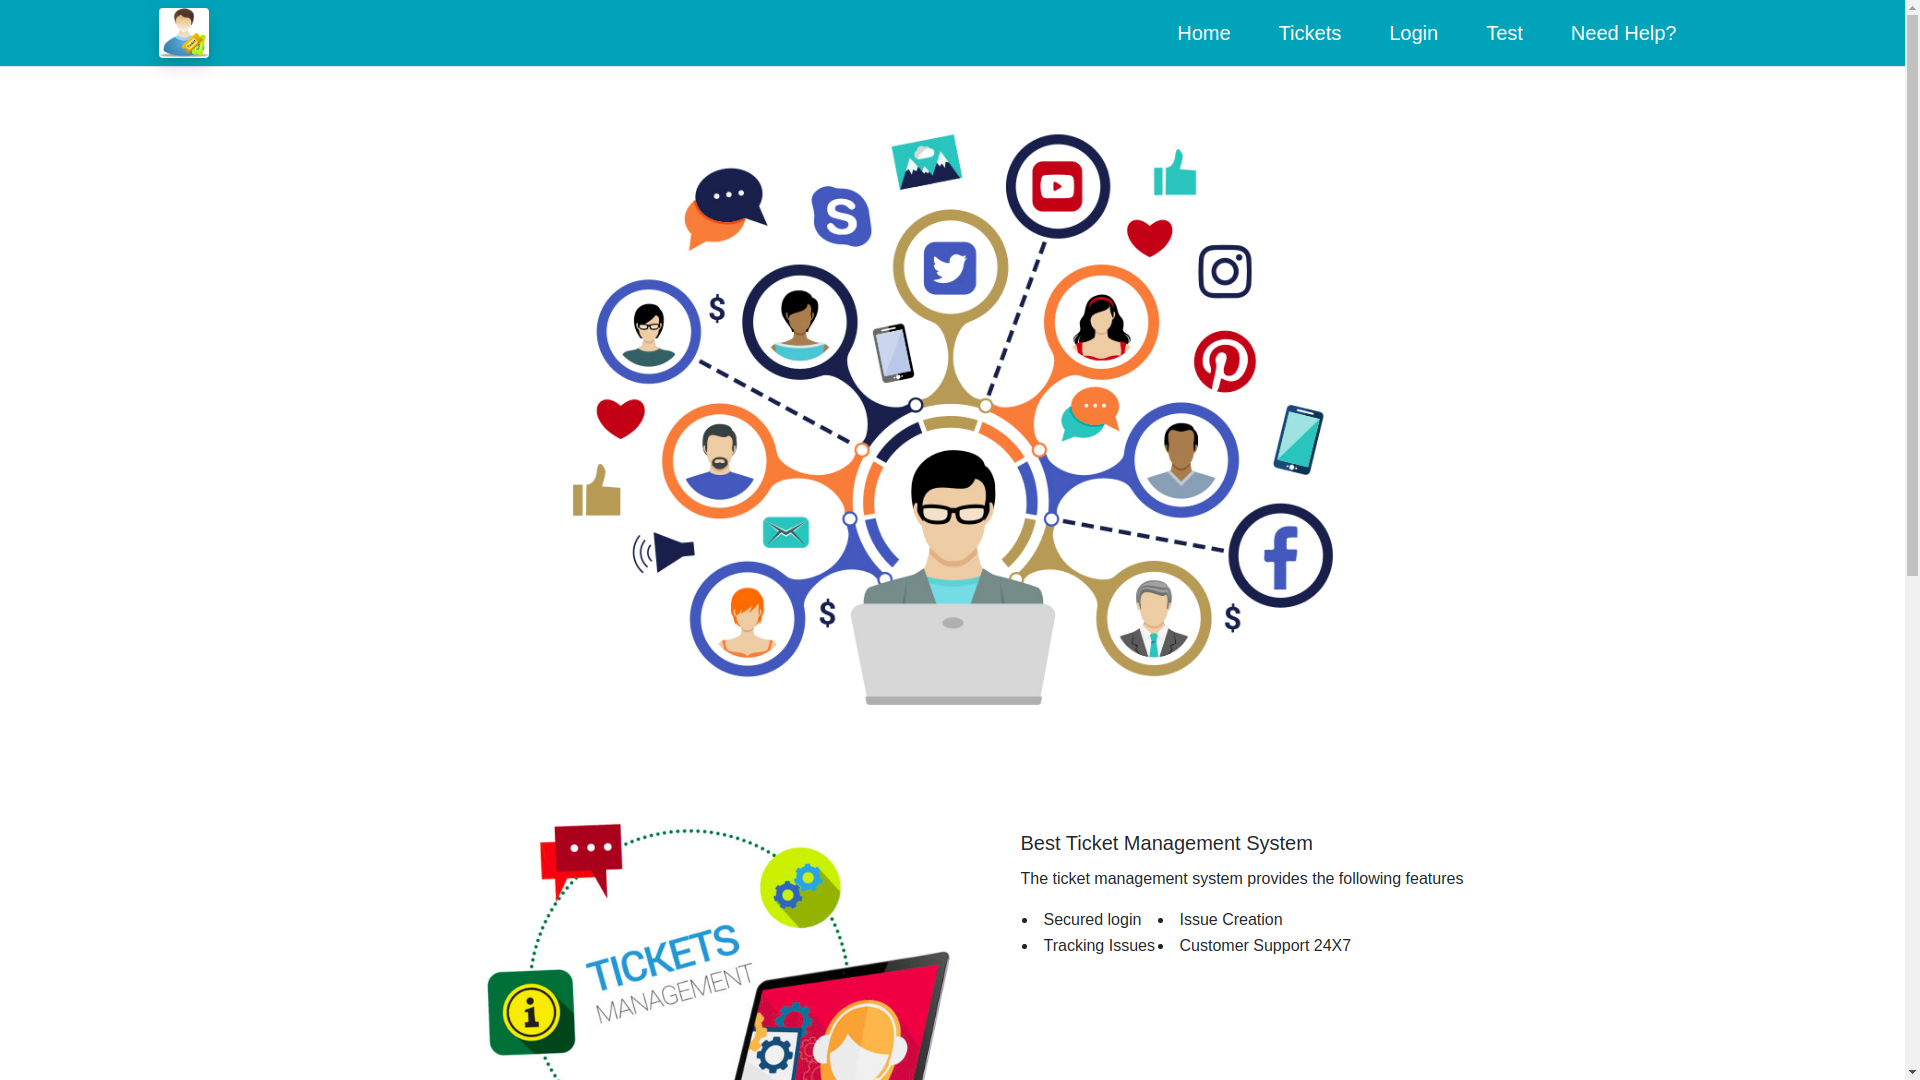 Home Tickets Login Test Need Help?
$
$
$
TICKETS
MANAGEMENT
Best Ticket Management System
The ticket management system provides the following features
Secured login
Issue Creation
Tracking Issues
Customer Support 24X7